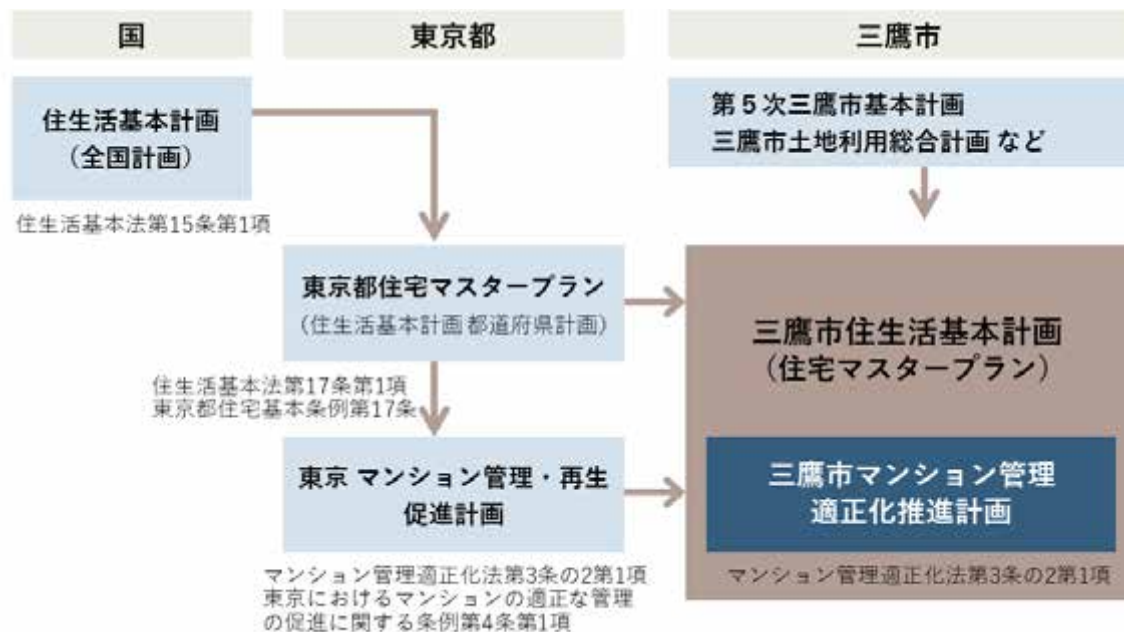 国
東京都
三鷹市
住生活基本計画
（全国計画）
住生活基本法第15条第1項
第5次三鷹市基本計画
三鷹市土地利用総合計画 など
東京都住宅マスタープラン
（住生活基本計画 都道府県計画）
住生活基本法第17条第1項
東京都住宅基本条例第17条
東京 マンション管理・再生
促進計画
マンション管理適正化法第3条の2第1項
東京におけるマンションの適正な管理
の促進に関する条例第4条第1項
三鷹市住生活基本計画
（住宅マスタープラン）
三鷹市マンション管理
適正化推進計画
マンション管理適正化法第3条の2第1項